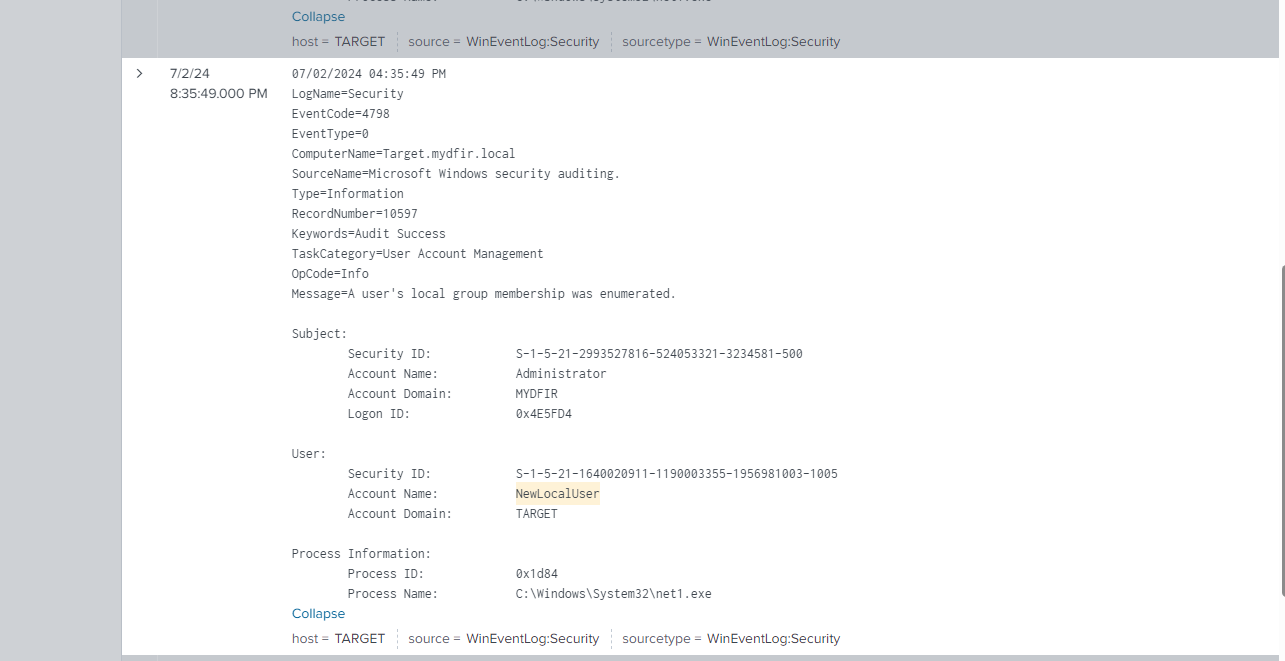 Collapse
host = TARGET source = WinEventLog:Security sourcetype = WinEventLog:Security
7/2/24 07/02/2024 04:35:49 PM
8:35:49.000 PM LogName=Security
EventCode=4798
EventType=0
ComputerName=Target.mydfir.local
SourceName=Microsoft Windows security auditing.
Type=Information
RecordNumber=10597
Keywords=Audit Success
TaskCategory=User Account Management
OpCode=Info
Message=A user's local group membership was enumerated.
Subject:
Security ID: S-1-5-21-2993527816-524053321-3234581-500
Account Name: Administrator
Account Domain: MYDFIR
Logon ID: 0x4E5FD4
User:
Security ID: S-1-5-21-1640020911-1190003355-1956981003-1005
Account Name: NewLocalUser
Account Domain: TARGET
Process Information:
Process ID: 0x1d84
Process Name: C:\Windows\System32\net1.exe
Collapse
host = TARGET source = WinEventLog:Security sourcetype = WinEventLog:Security